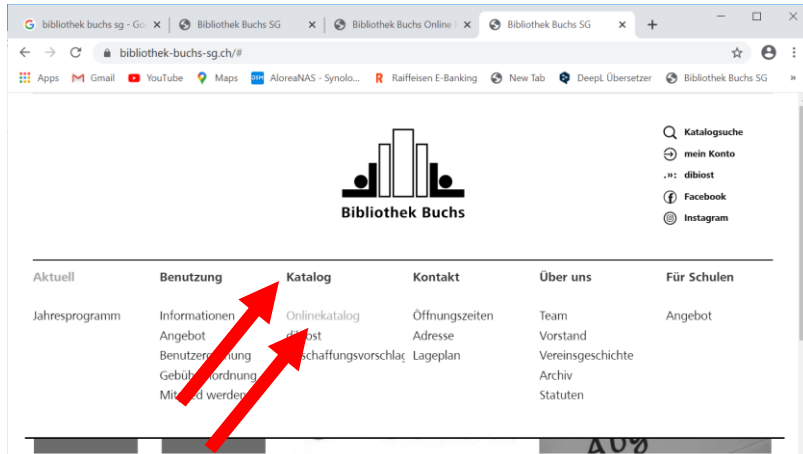 bibliothek buchs sg - Go
Bibliothek Buchs SG
Bibliothek Buchs Online
Bibliothek Buchs SG
bibliothek-buchs-sg.ch/#
Apps Gmail YouTube Maps DSM AloreaNAS - Synolo... Raiffeisen E-Banking New Tab DeepL Übersetzer Bibliothek Buchs SG »
Katalogsuche
mein Konto
dibiost
Facebook
Instagram
Bibliothek Buchs
Aktuell Benutzung Katalog Kontakt Über uns Für Schulen
Jahresprogramm Informationen Onlinekatalog Öffnungszeiten Team Angebot
Angebot Adresse Vorstand
Lageplan Vereinsgeschichte
Archiv
werden Statuten